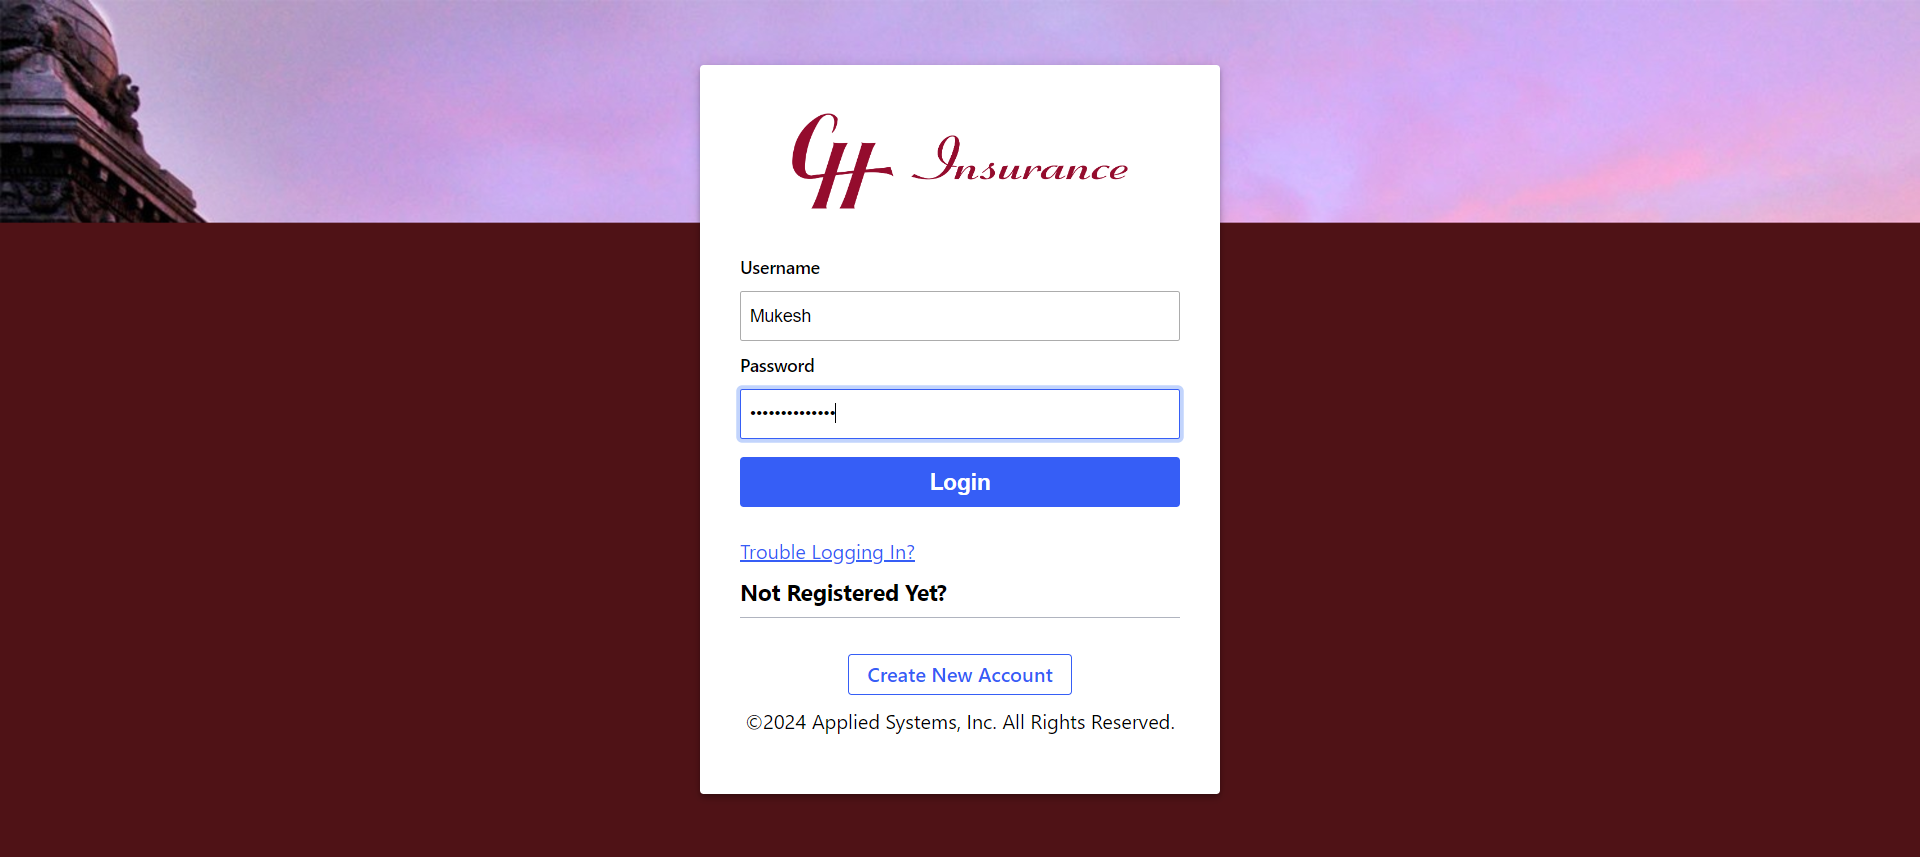 CH Insurance
Username
Mukesh
Password
••••••••••••••
Login
Trouble Logging In?
Not Registered Yet?
Create New Account
©2024 Applied Systems, Inc. All Rights Reserved.